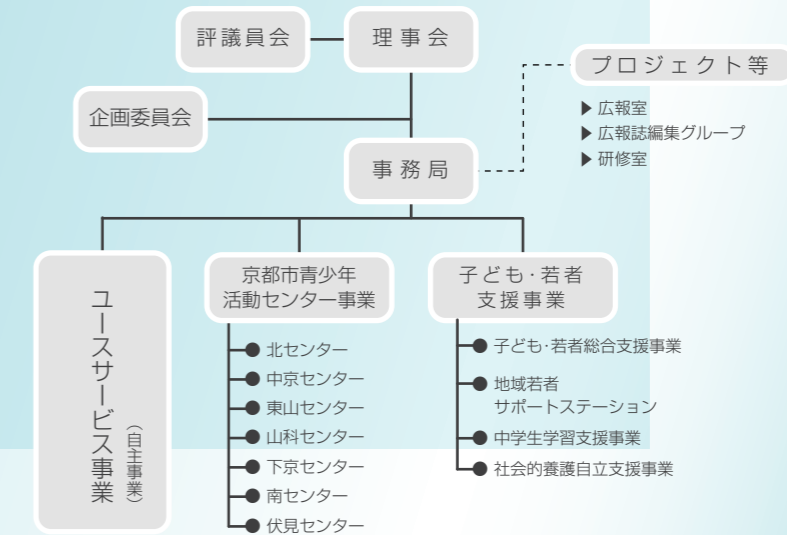 評議員会
理事会
プロジェクト等
▶ 広報室
▶ 広報誌編集グループ
▶ 研修室
企画委員会
事務局
ユースサービス事業
（自主事業）
京都市青少年
活動センター事業
● 北センター
● 中京センター
● 東山センター
● 山科センター
● 下京センター
● 南センター
● 伏見センター
子ども・若者
支援事業
● 子ども・若者総合支援事業
● 地域若者
サポートステーション
● 中学生学習支援事業
● 社会的養護自立支援事業